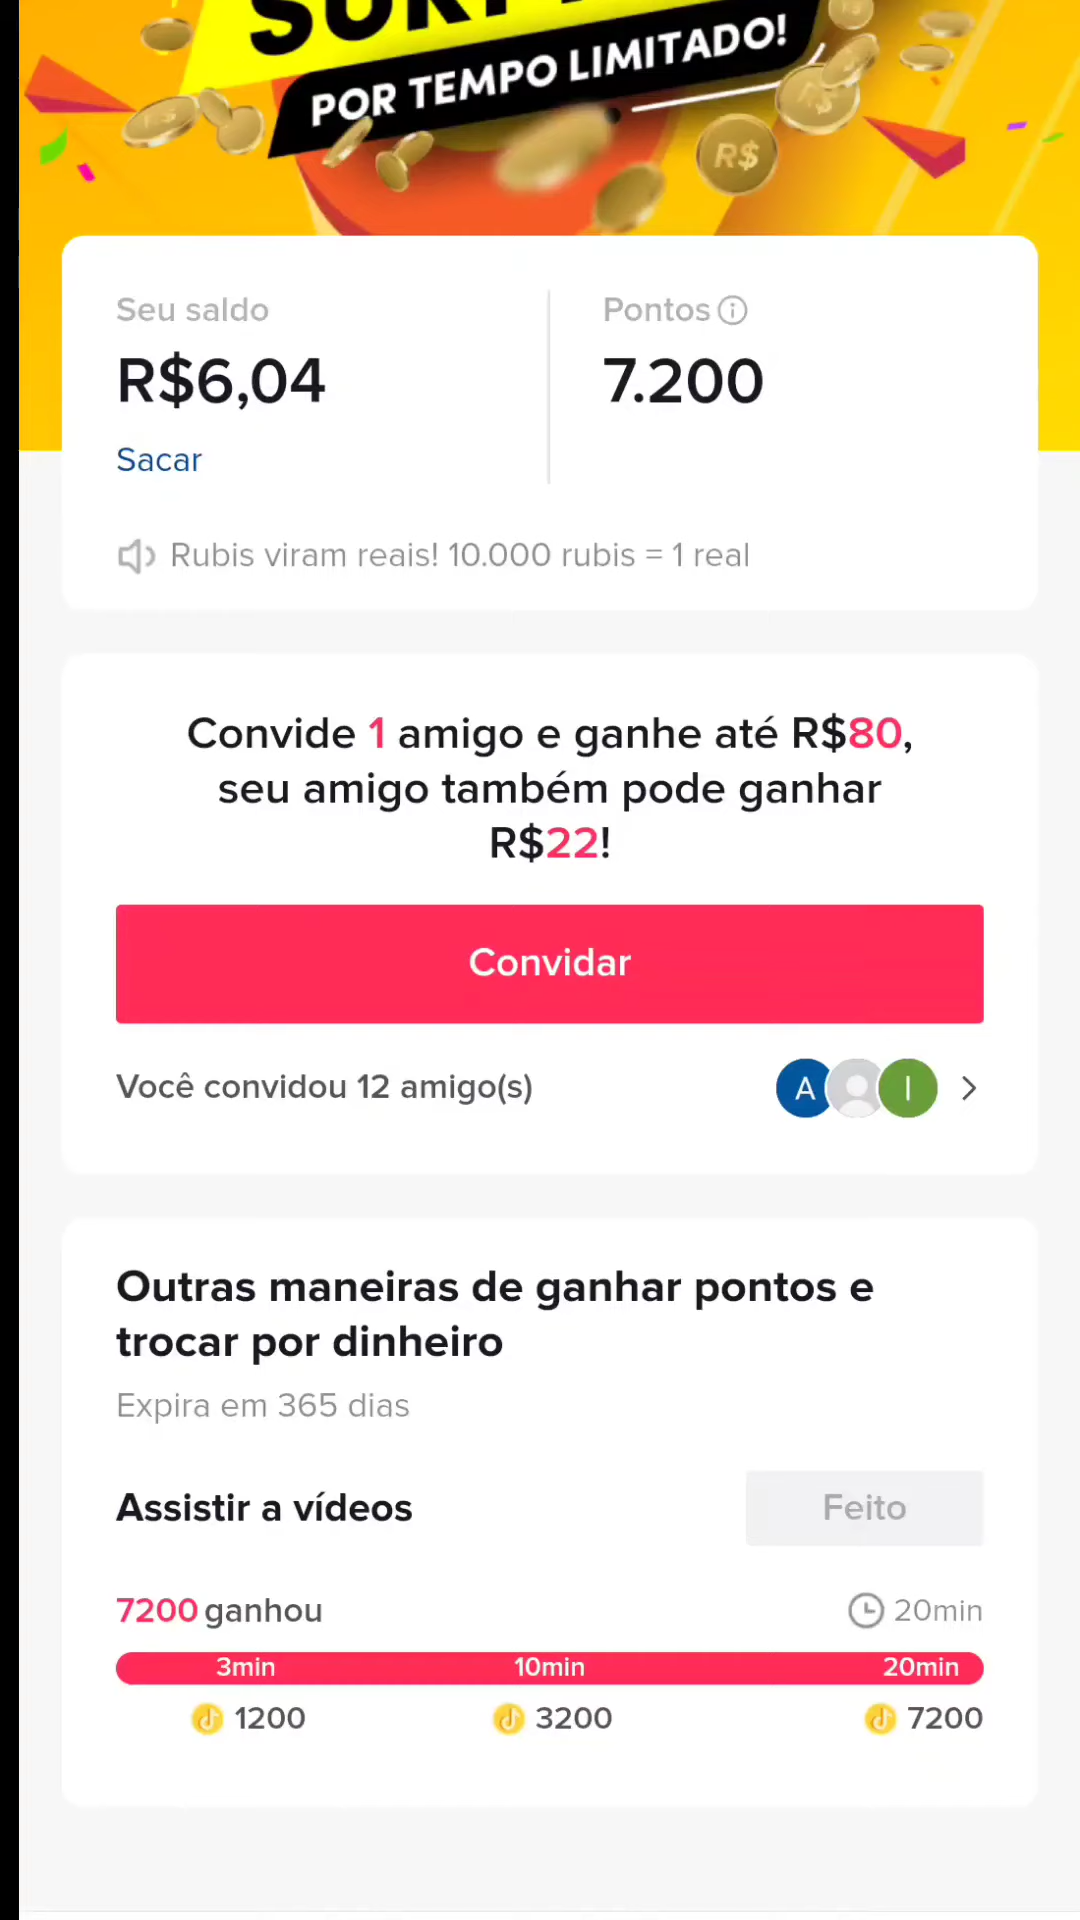 POR TEMPO LIMITADO!
R$
Seu saldo
Pontos
R$6,04
7.200
Sacar
Rubis viram reais! 10.000 rubis = 1 real
Convide 1 amigo e ganhe até R$80,
seu amigo também pode ganhar
R$22!
Convidar
Você convidou 12 amigo(s)
A
I
Outras maneiras de ganhar pontos e
trocar por dinheiro
Expira em 365 dias
Assistir a vídeos
Feito
7200 ganhou
20min
3min
10min
20min
1200
3200
7200